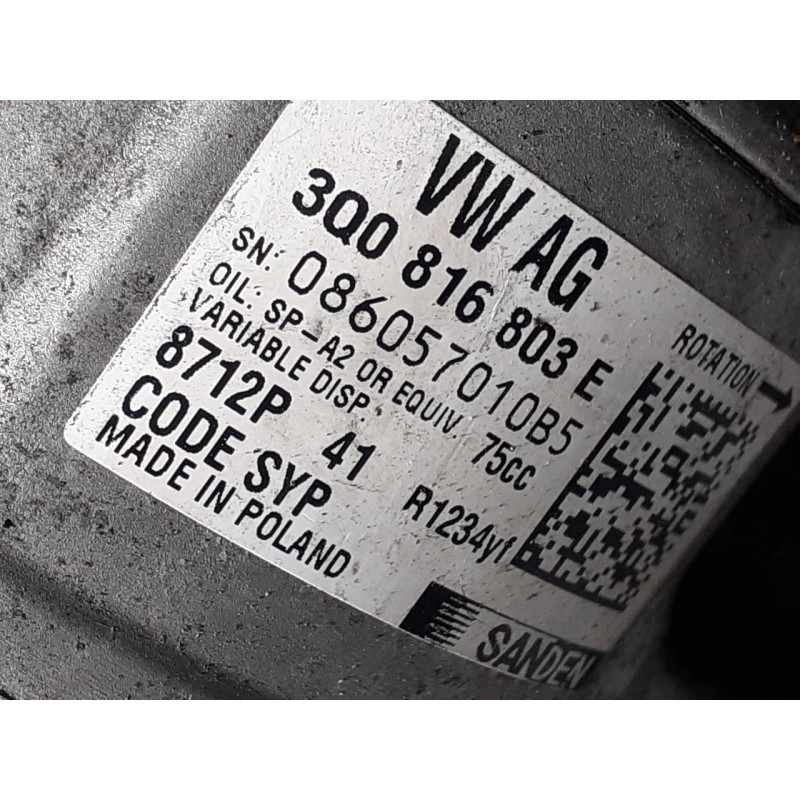 VW AG
3Q0 816 803 E
SN: 086057010B5
OIL: SP-A2 OR EQUIV. 75cc
VARIABLE DISP
8712P 41
CODE SYP
R1234yf
MADE IN POLAND
ROTATION
SANDEN